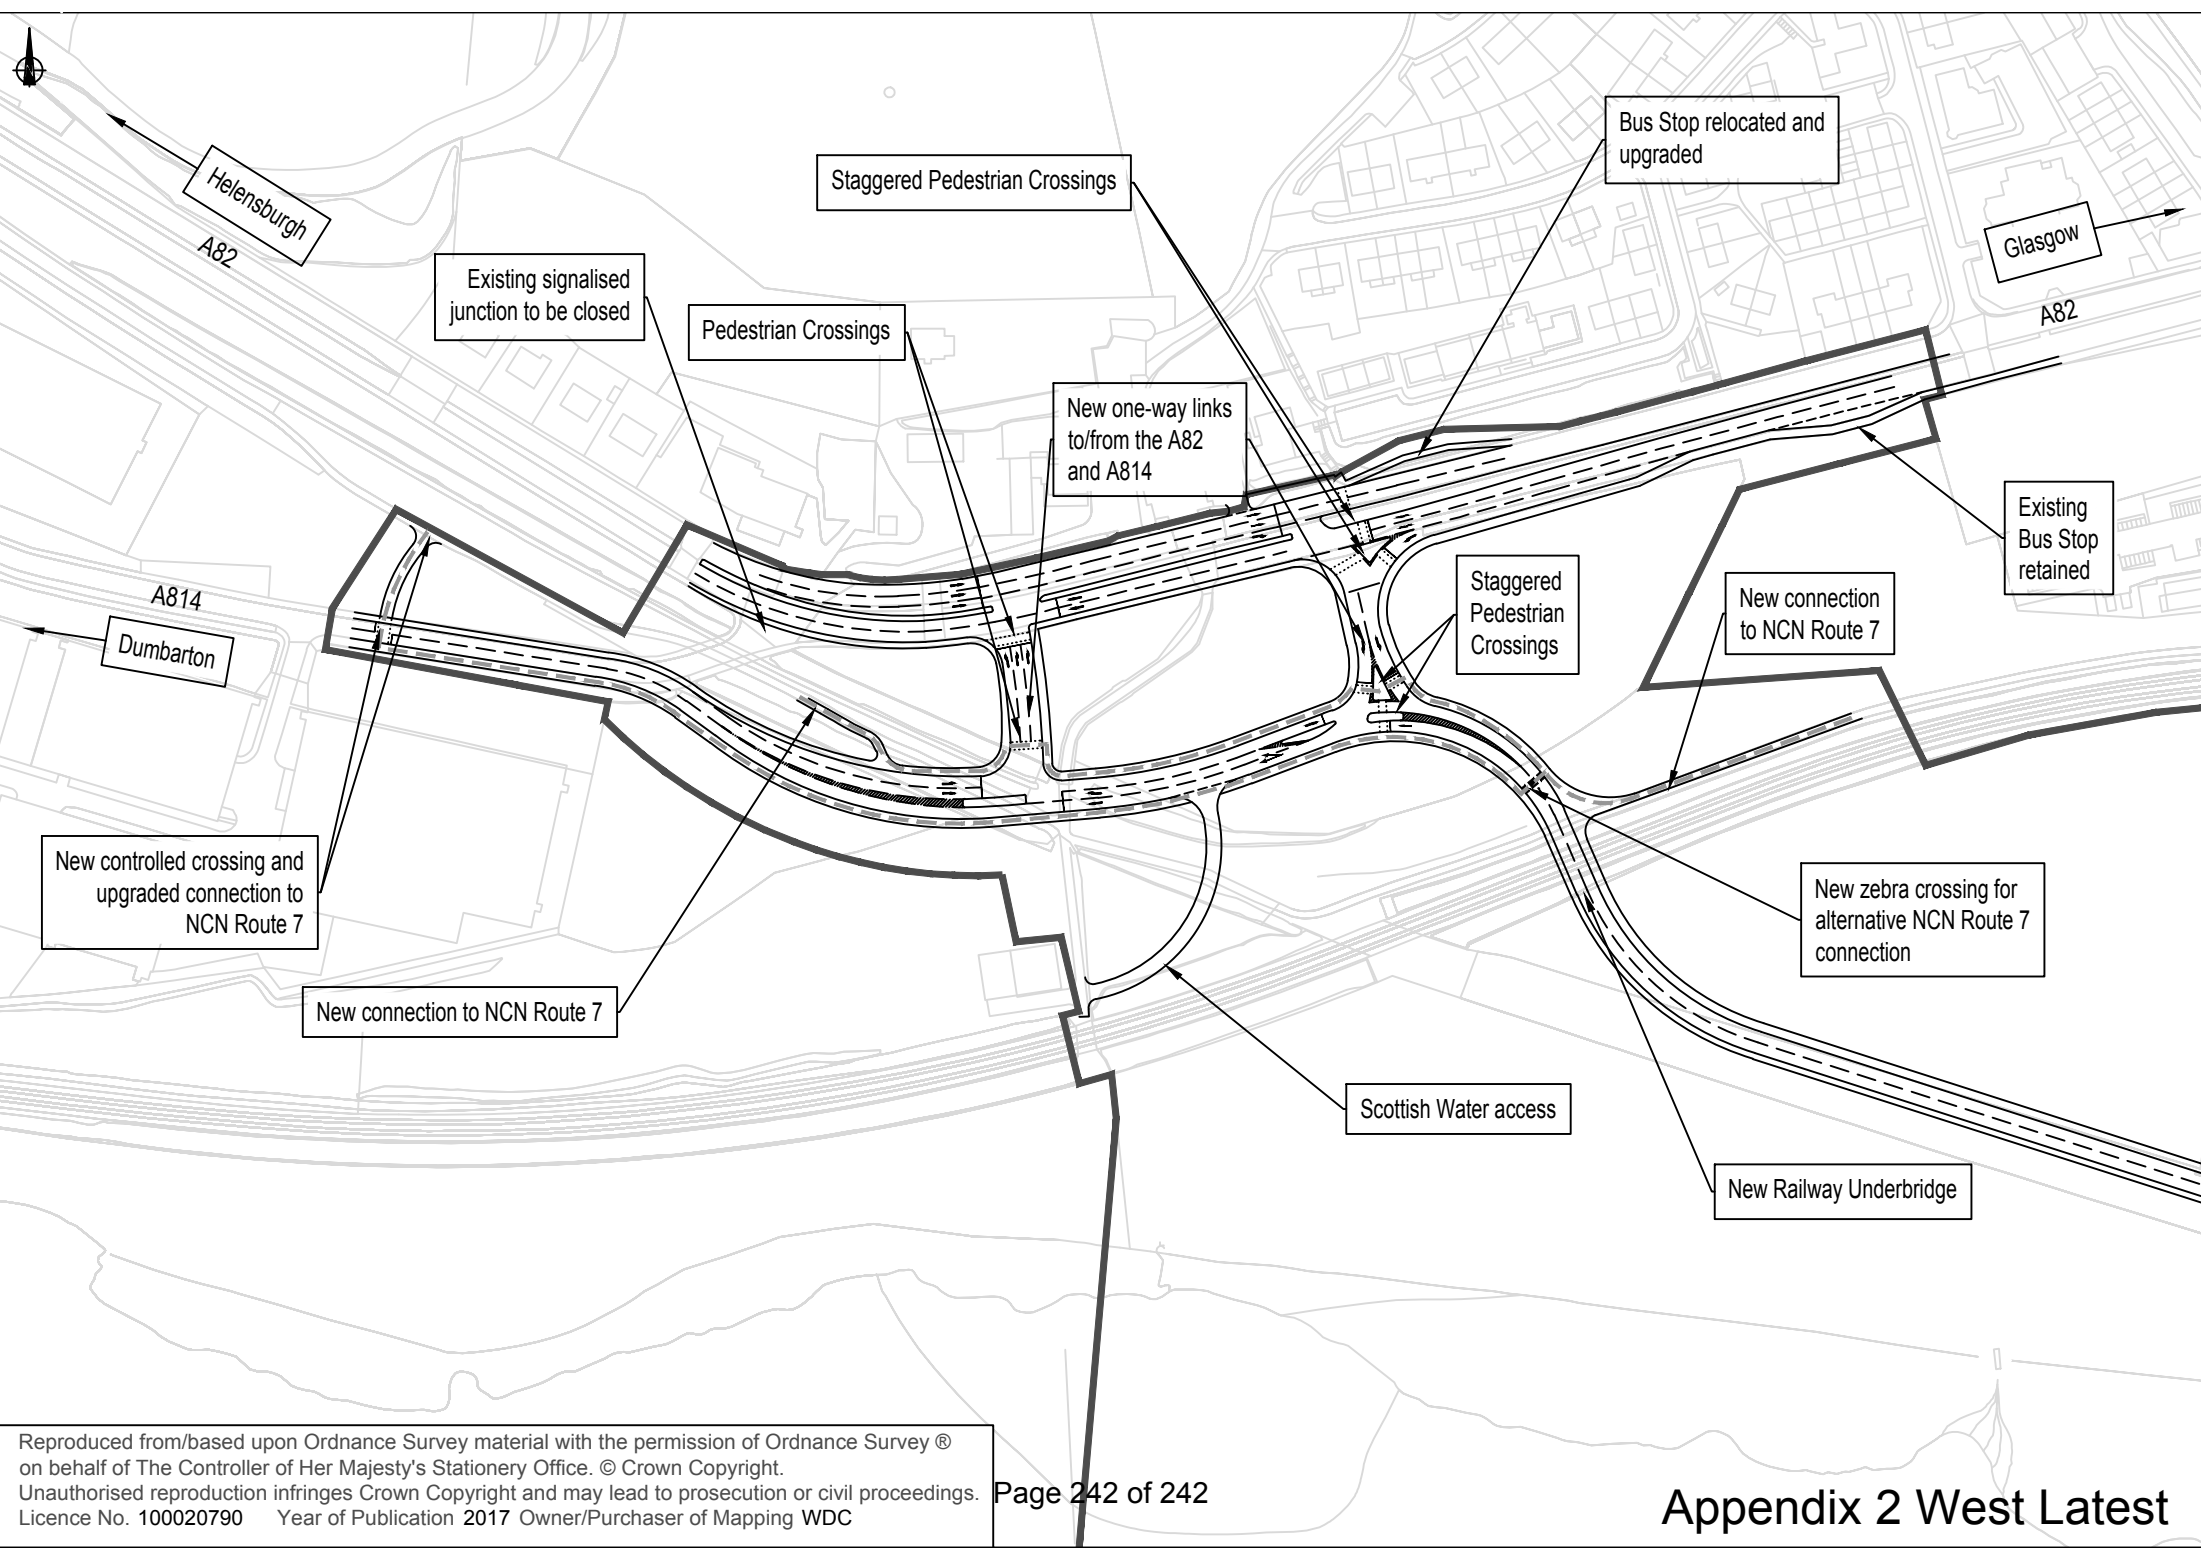 Bus Stop relocated and
upgraded
Staggered Pedestrian Crossings
Helensburgh
A82
Glasgow
A82
Existing signalised
junction to be closed
Pedestrian Crossings
New one-way links
to/from the A82
and A814
Existing
Bus Stop
retained
Staggered
Pedestrian
Crossings
New connection
to NCN Route 7
A814
Dumbarton
New controlled crossing and
upgraded connection to
NCN Route 7
New zebra crossing for
alternative NCN Route 7
connection
New connection to NCN Route 7
Scottish Water access
New Railway Underbridge
Reproduced from/based upon Ordnance Survey material with the permission of Ordnance Survey ®
on behalf of The Controller of Her Majesty's Stationery Office. © Crown Copyright.
Unauthorised reproduction infringes Crown Copyright and may lead to prosecution or civil proceedings.
Licence No. 100020790 Year of Publication 2017 Owner/Purchaser of Mapping WDC
Page 242 of 242
Appendix 2 West Latest